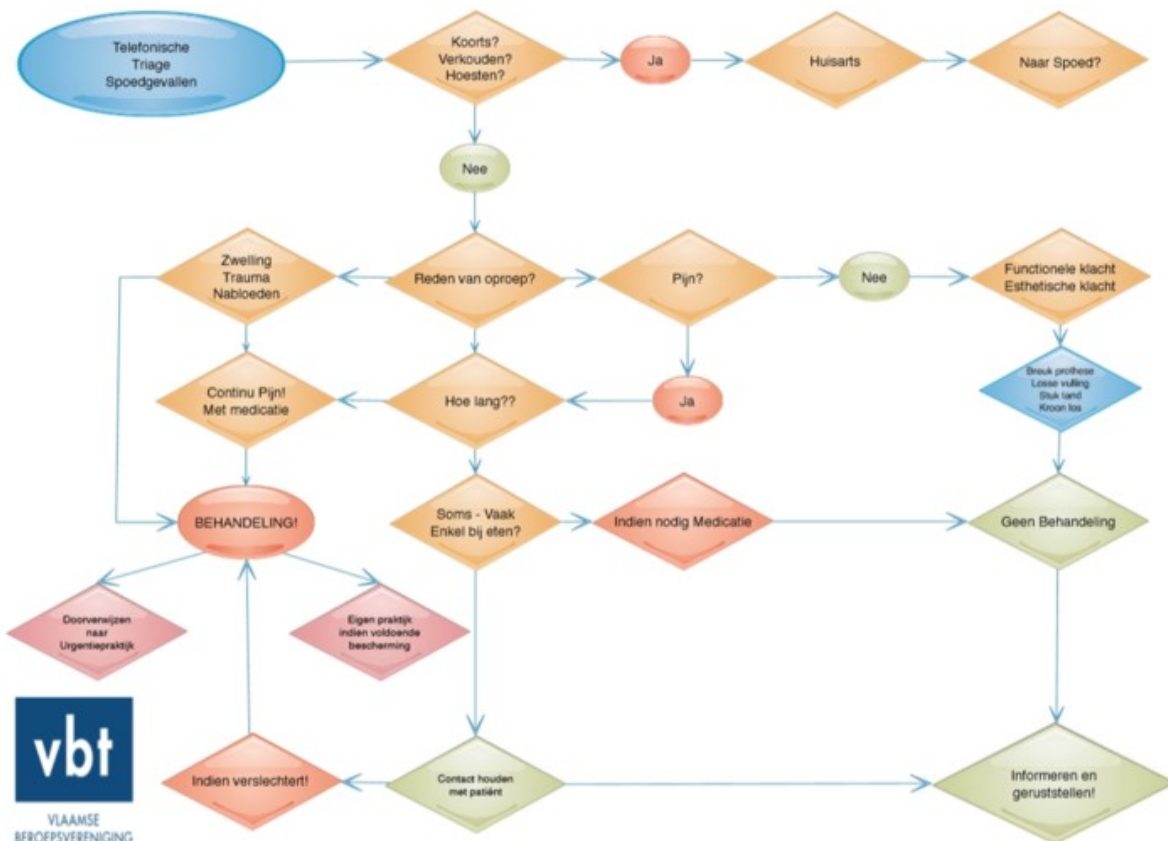 Telefonische
Triage
Spoedgevallen
Koorts?
Verkouden?
Hoesten?
Ja
Huisarts
Naar Spoed?
Nee
Zwelling
Trauma
Nabloeden
Reden van oproep?
Pijn?
Nee
Functionele klacht
Esthetische klacht
Continu Pijn!
Met medicatie
Hoe lang??
Ja
Breuk prothese
Losse vulling
Stuk tand
Kroon los
BEHANDELING!
Soms - Vaak
Enkel bij eten?
Indien nodig Medicatie
Geen Behandeling
Doorverwijzen
naar
Urgentiepraktijk
Eigen praktijk
indien voldoende
bescherming
vbt
VLAAMSE
BEROEPSVERENIGING
Indien verslechtert!
Contact houden
met patiënt
Informeren en
geruststellen!